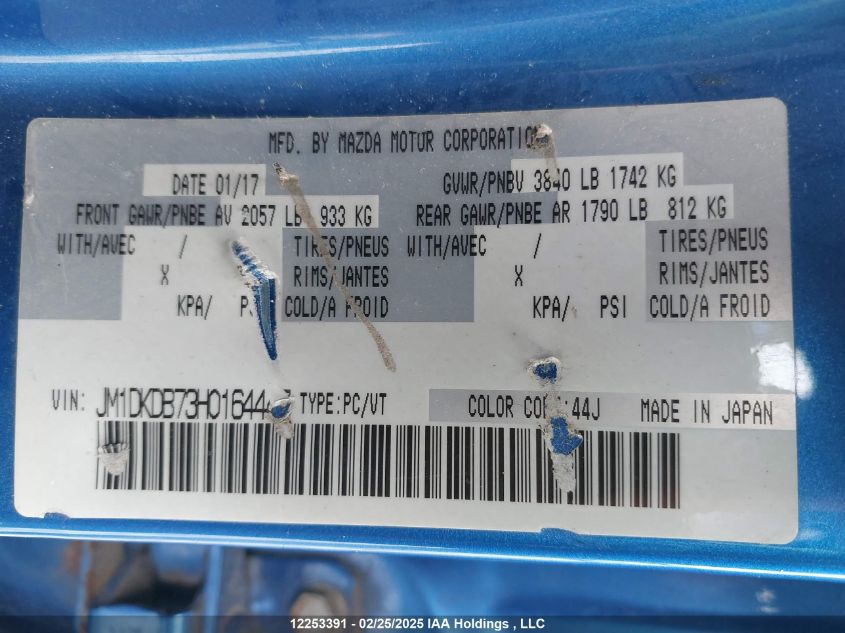 MFD. BY MAZDA MOTUR CORPORATION
DATE 01/17 GVWR/PNBV 3840 LB 1742 KG
FRONT GAWR/PNBE AV 2057 LB 933 KG REAR GAWR/PNBE AR 1790 LB 812 KG
WITH/AVEC / TIRES/PNEUS WITH/AVEC / TIRES/PNEUS
X RIMS/JANTES X RIMS/JANTES
KPA/ COLD/A FROID KPA/ PSI COLD/A FROID
VIN: TYPE:PC/VT COLOR :44J MADE IN JAPAN
12253391 - 02/25/2025 IAA Holdings , LLC